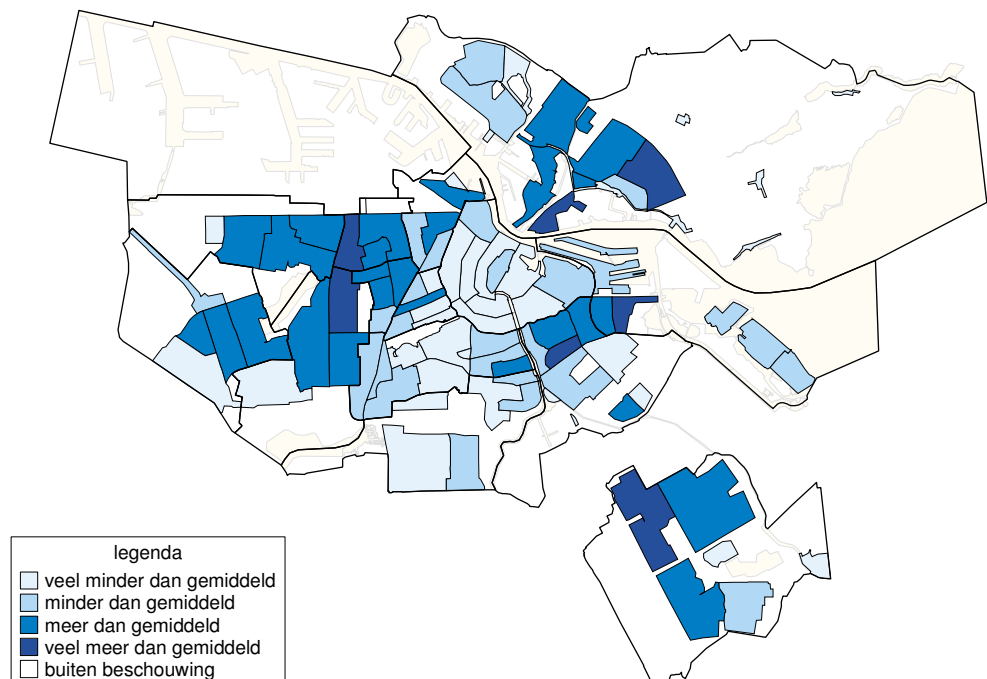 legenda
veel minder dan gemiddeld
minder dan gemiddeld
meer dan gemiddeld
veel meer dan gemiddeld
buiten beschouwing